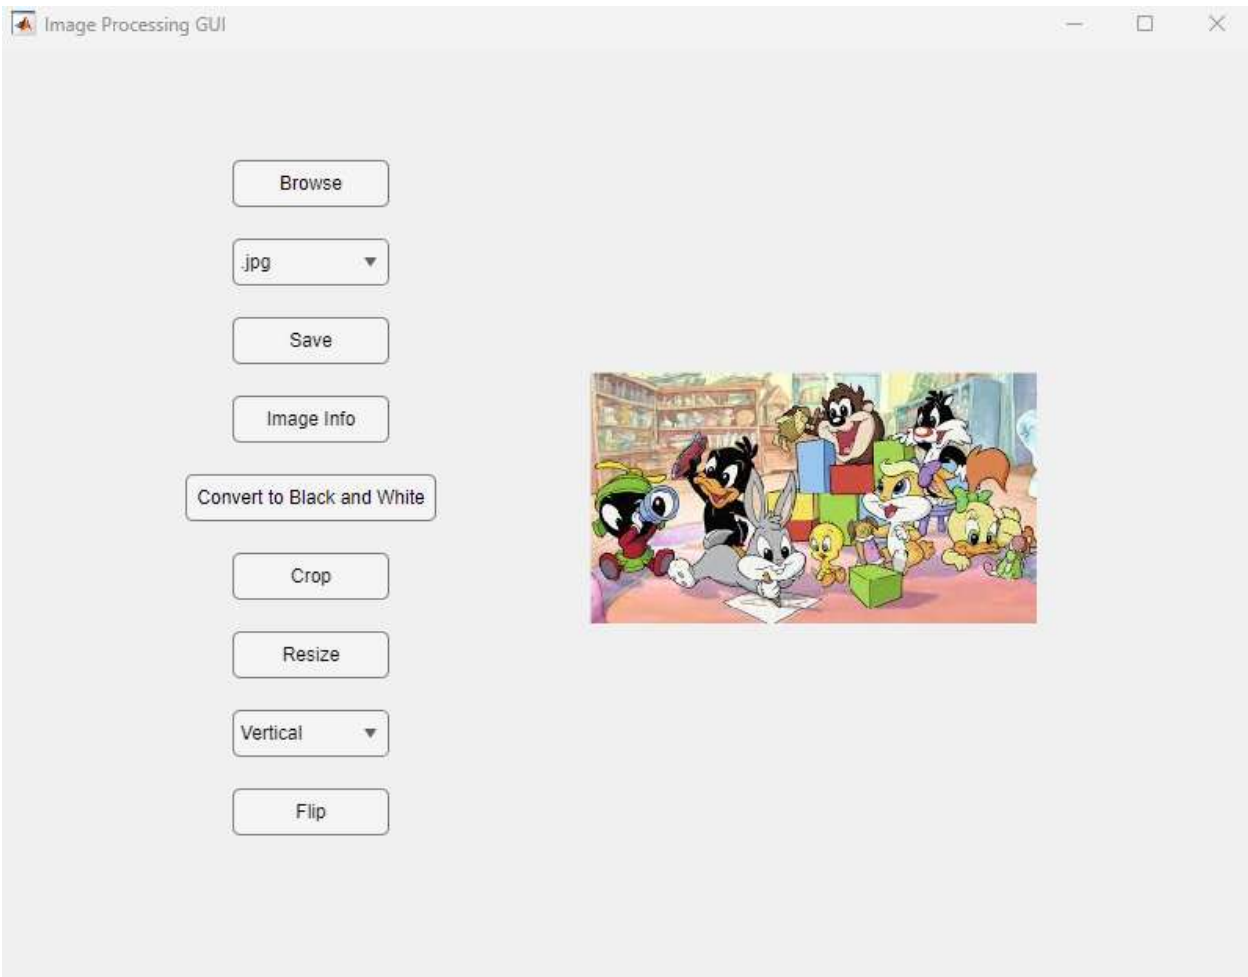 Image Processing GUI
Browse
.jpg
Save
Image Info
Convert to Black and White
Crop
Resize
Vertical
Flip